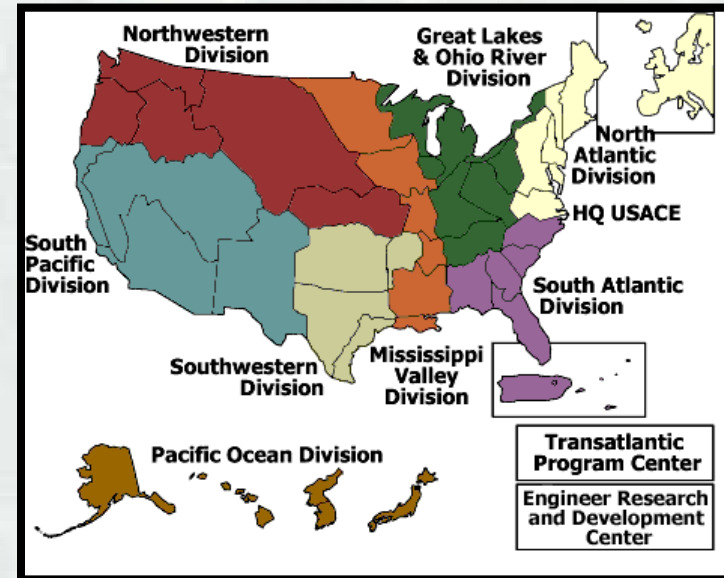 Northwestern
Division
Great Lakes
& Ohio River
Division
North
Atlantic
Division
HQ USACE
South
Pacific
Division
South Atlantic
Division
Southwestern
Division
Mississippi
Valley
Division
Pacific Ocean Division
Transatlantic
Program Center
Engineer Research
and Development
Center